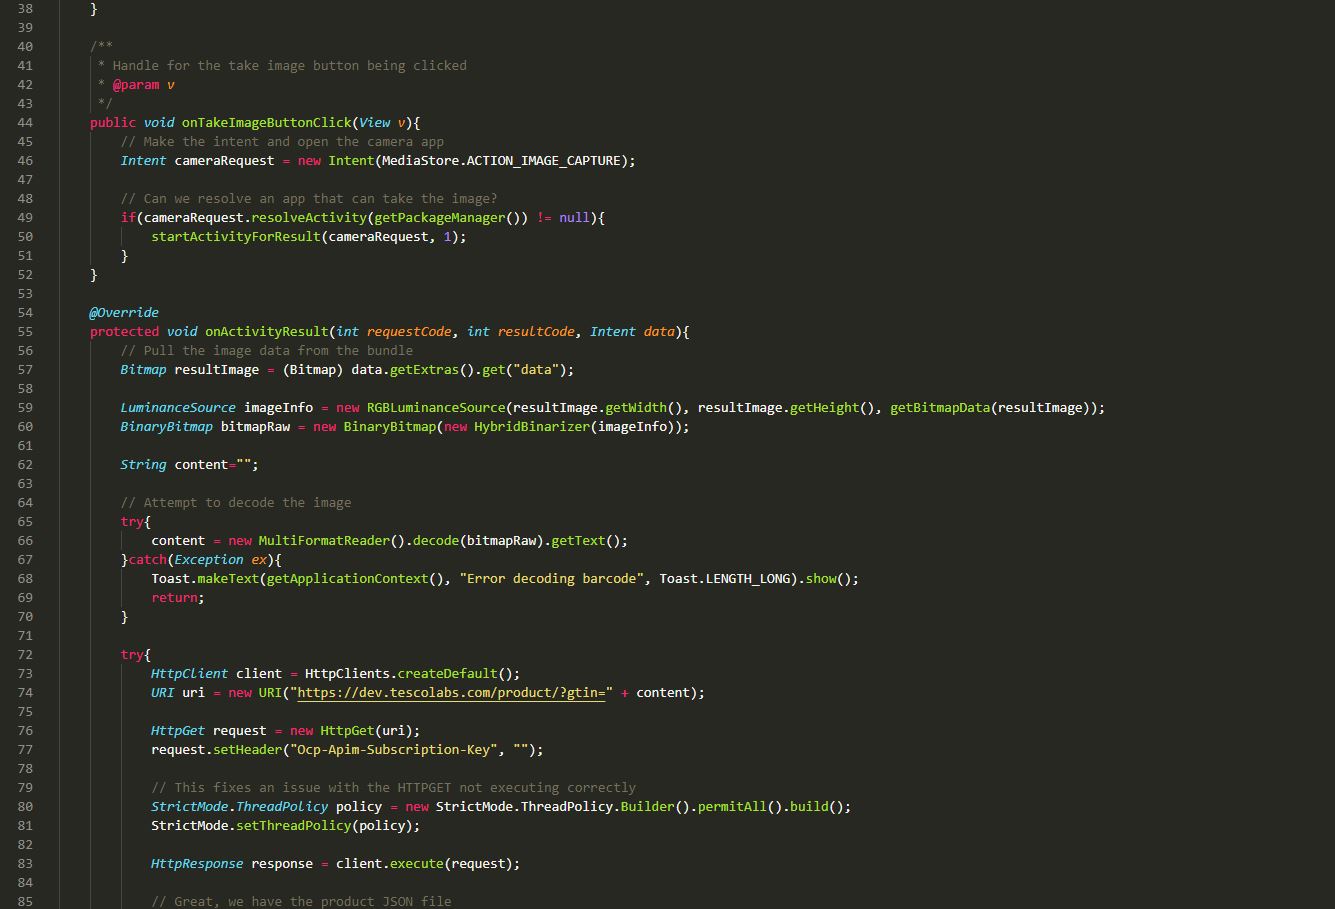 38 }
39
40 /**
41 * Handle for the take image button being clicked
42 * @param v
43 */
44 public void onTakeImageButtonClick(View v){
45 // Make the intent and open the camera app
46 Intent cameraRequest = new Intent(MediaStore.ACTION_IMAGE_CAPTURE);
47
48 // Can we resolve an app that can take the image?
49 if(cameraRequest.resolveActivity(getPackageManager()) != null){
50 startActivityForResult(cameraRequest, 1);
51 }
52 }
53
54 @Override
55 protected void onActivityResult(int requestCode, int resultCode, Intent data){
56 // Pull the image data from the bundle
57 Bitmap resultImage = (Bitmap) data.getExtras().get("data");
58
59 LuminanceSource imageInfo = new RGBLuminanceSource(resultImage.getWidth(), resultImage.getHeight(), getBitmapData(resultImage));
60 BinaryBitmap bitmapRaw = new BinaryBitmap(new HybridBinarizer(imageInfo));
61
62 String content="";
63
64 // Attempt to decode the image
65 try{
66 content = new MultiFormatReader().decode(bitmapRaw).getText();
67 }catch(Exception ex){
68 Toast.makeText(getApplicationContext(), "Error decoding barcode", Toast.LENGTH_LONG).show();
69 return;
70 }
71
72 try{
73 HttpClient client = HttpClients.createDefault();
74 URI uri = new URI("https://dev.tescolabs.com/product/?gtin=" + content);
75
76 HttpGet request = new HttpGet(uri);
77 request.setHeader("Ocp-Apim-Subscription-Key", "");
78
79 // This fixes an issue with the HTTPGET not executing correctly
80 StrictMode.ThreadPolicy policy = new StrictMode.ThreadPolicy.Builder().permitAll().build();
81 StrictMode.setThreadPolicy(policy);
82
83 HttpResponse response = client.execute(request);
84
85 // Great, we have the product JSON file